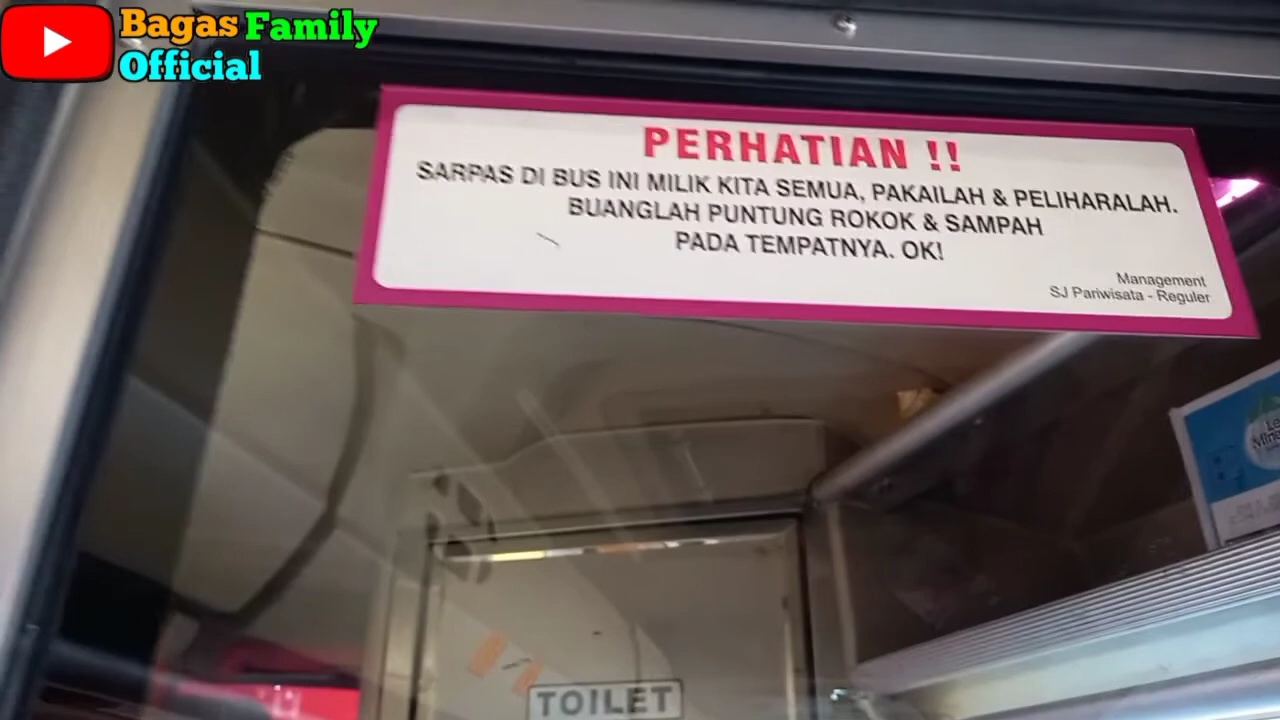 Bagas Family
Official
PERHATIAN !!
SARPAS DI BUS INI MILIK KITA SEMUA, PAKAILAH & PELIHARALAH.
BUANGLAH PUNTUNG ROKOK & SAMPAH
PADA TEMPATNYA. OK!
Management
SJ Pariwisata - Reguler
TOILET